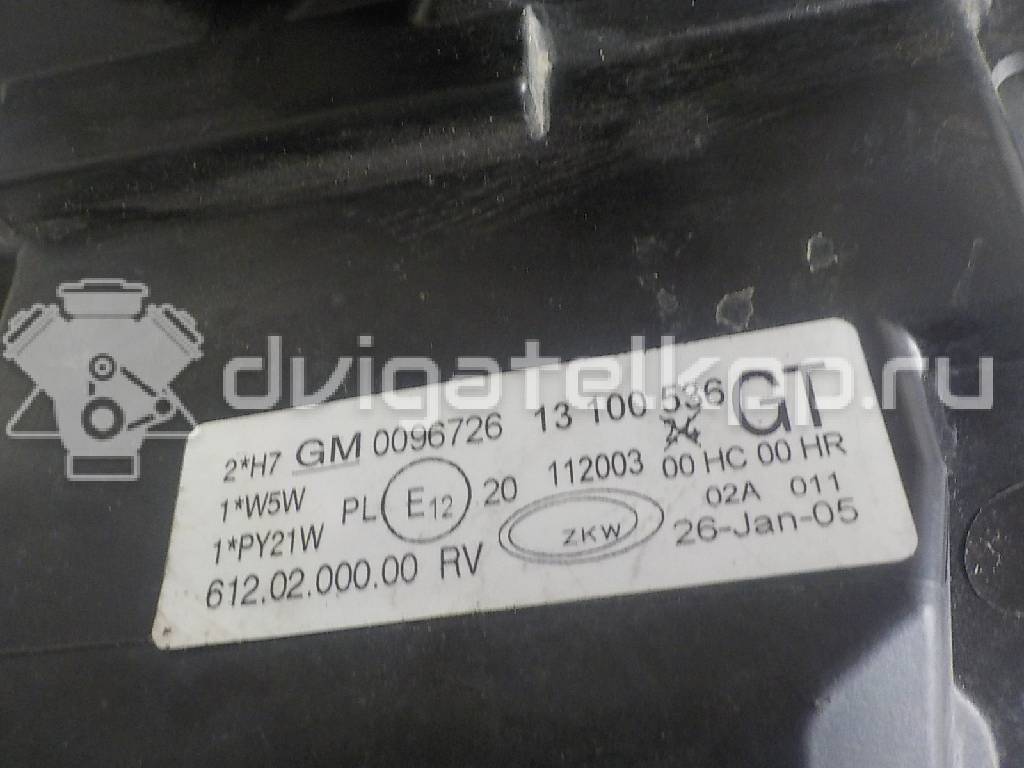 dvigatelkpp.ru
2*H7 GM 0096726 13 100 536 GT
1*W5W PL E12 20 112003 00 HC 00 HR
1*PY21W ZKW 02A 011
612.02.000.00 RV 26-Jan-05